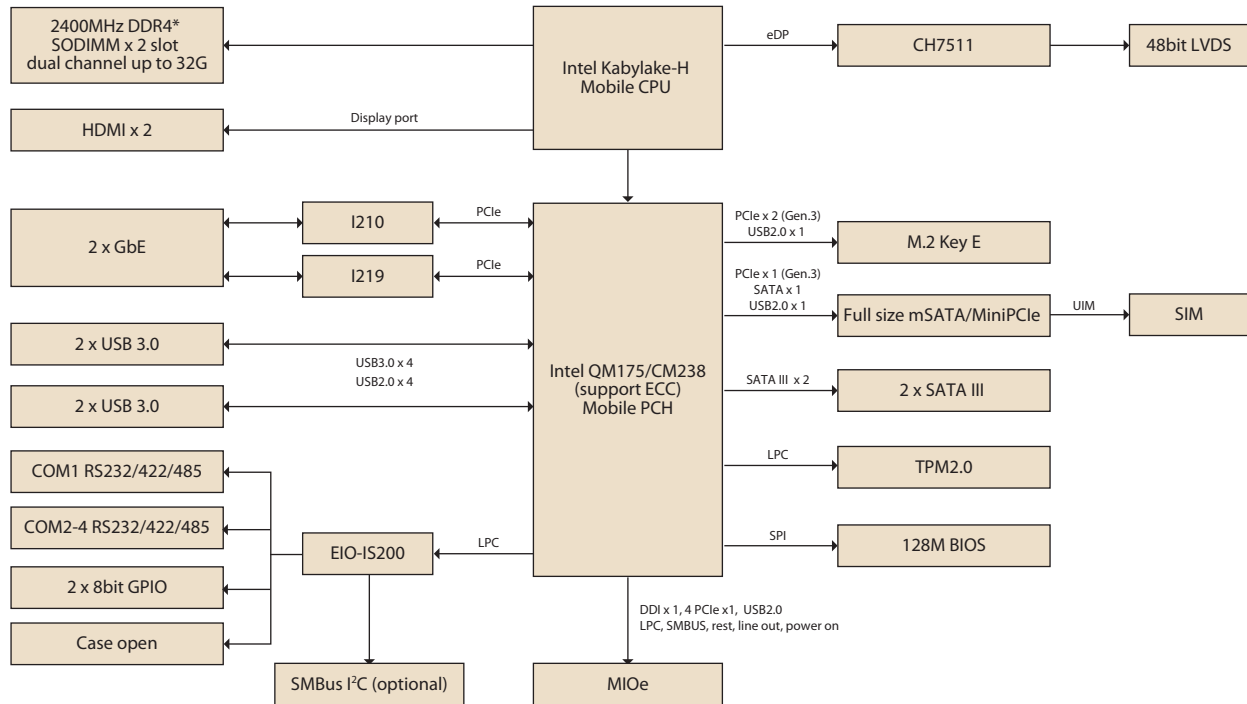 2400MHz DDR4*
SODIMM x 2 slot
dual channel up to 32G
HDMI x 2
Display port
Intel Kabylake-H
Mobile CPU
eDP
CH7511
48bit LVDS
2 x GbE
I210
I219
PCIe
PCIe
2 x USB 3.0
2 x USB 3.0
USB3.0 x 4
USB2.0 x 4
COM1 RS232/422/485
COM2-4 RS232/422/485
2 x 8bit GPIO
Case open
EIO-IS200
LPC
SMBus I²C (optional)
Intel QM175/CM238
(support ECC)
Mobile PCH
PCIe x 2 (Gen.3)
USB2.0 x 1
M.2 Key E
PCIe x 1 (Gen.3)
SATA x 1
USB2.0 x 1
Full size mSATA/MiniPCIe
UIM
SIM
SATA III x 2
2 x SATA III
LPC
TPM2.0
SPI
128M BIOS
DDI x 1, 4 PCIe x1, USB2.0
LPC, SMBUS, rest, line out, power on
MIOe